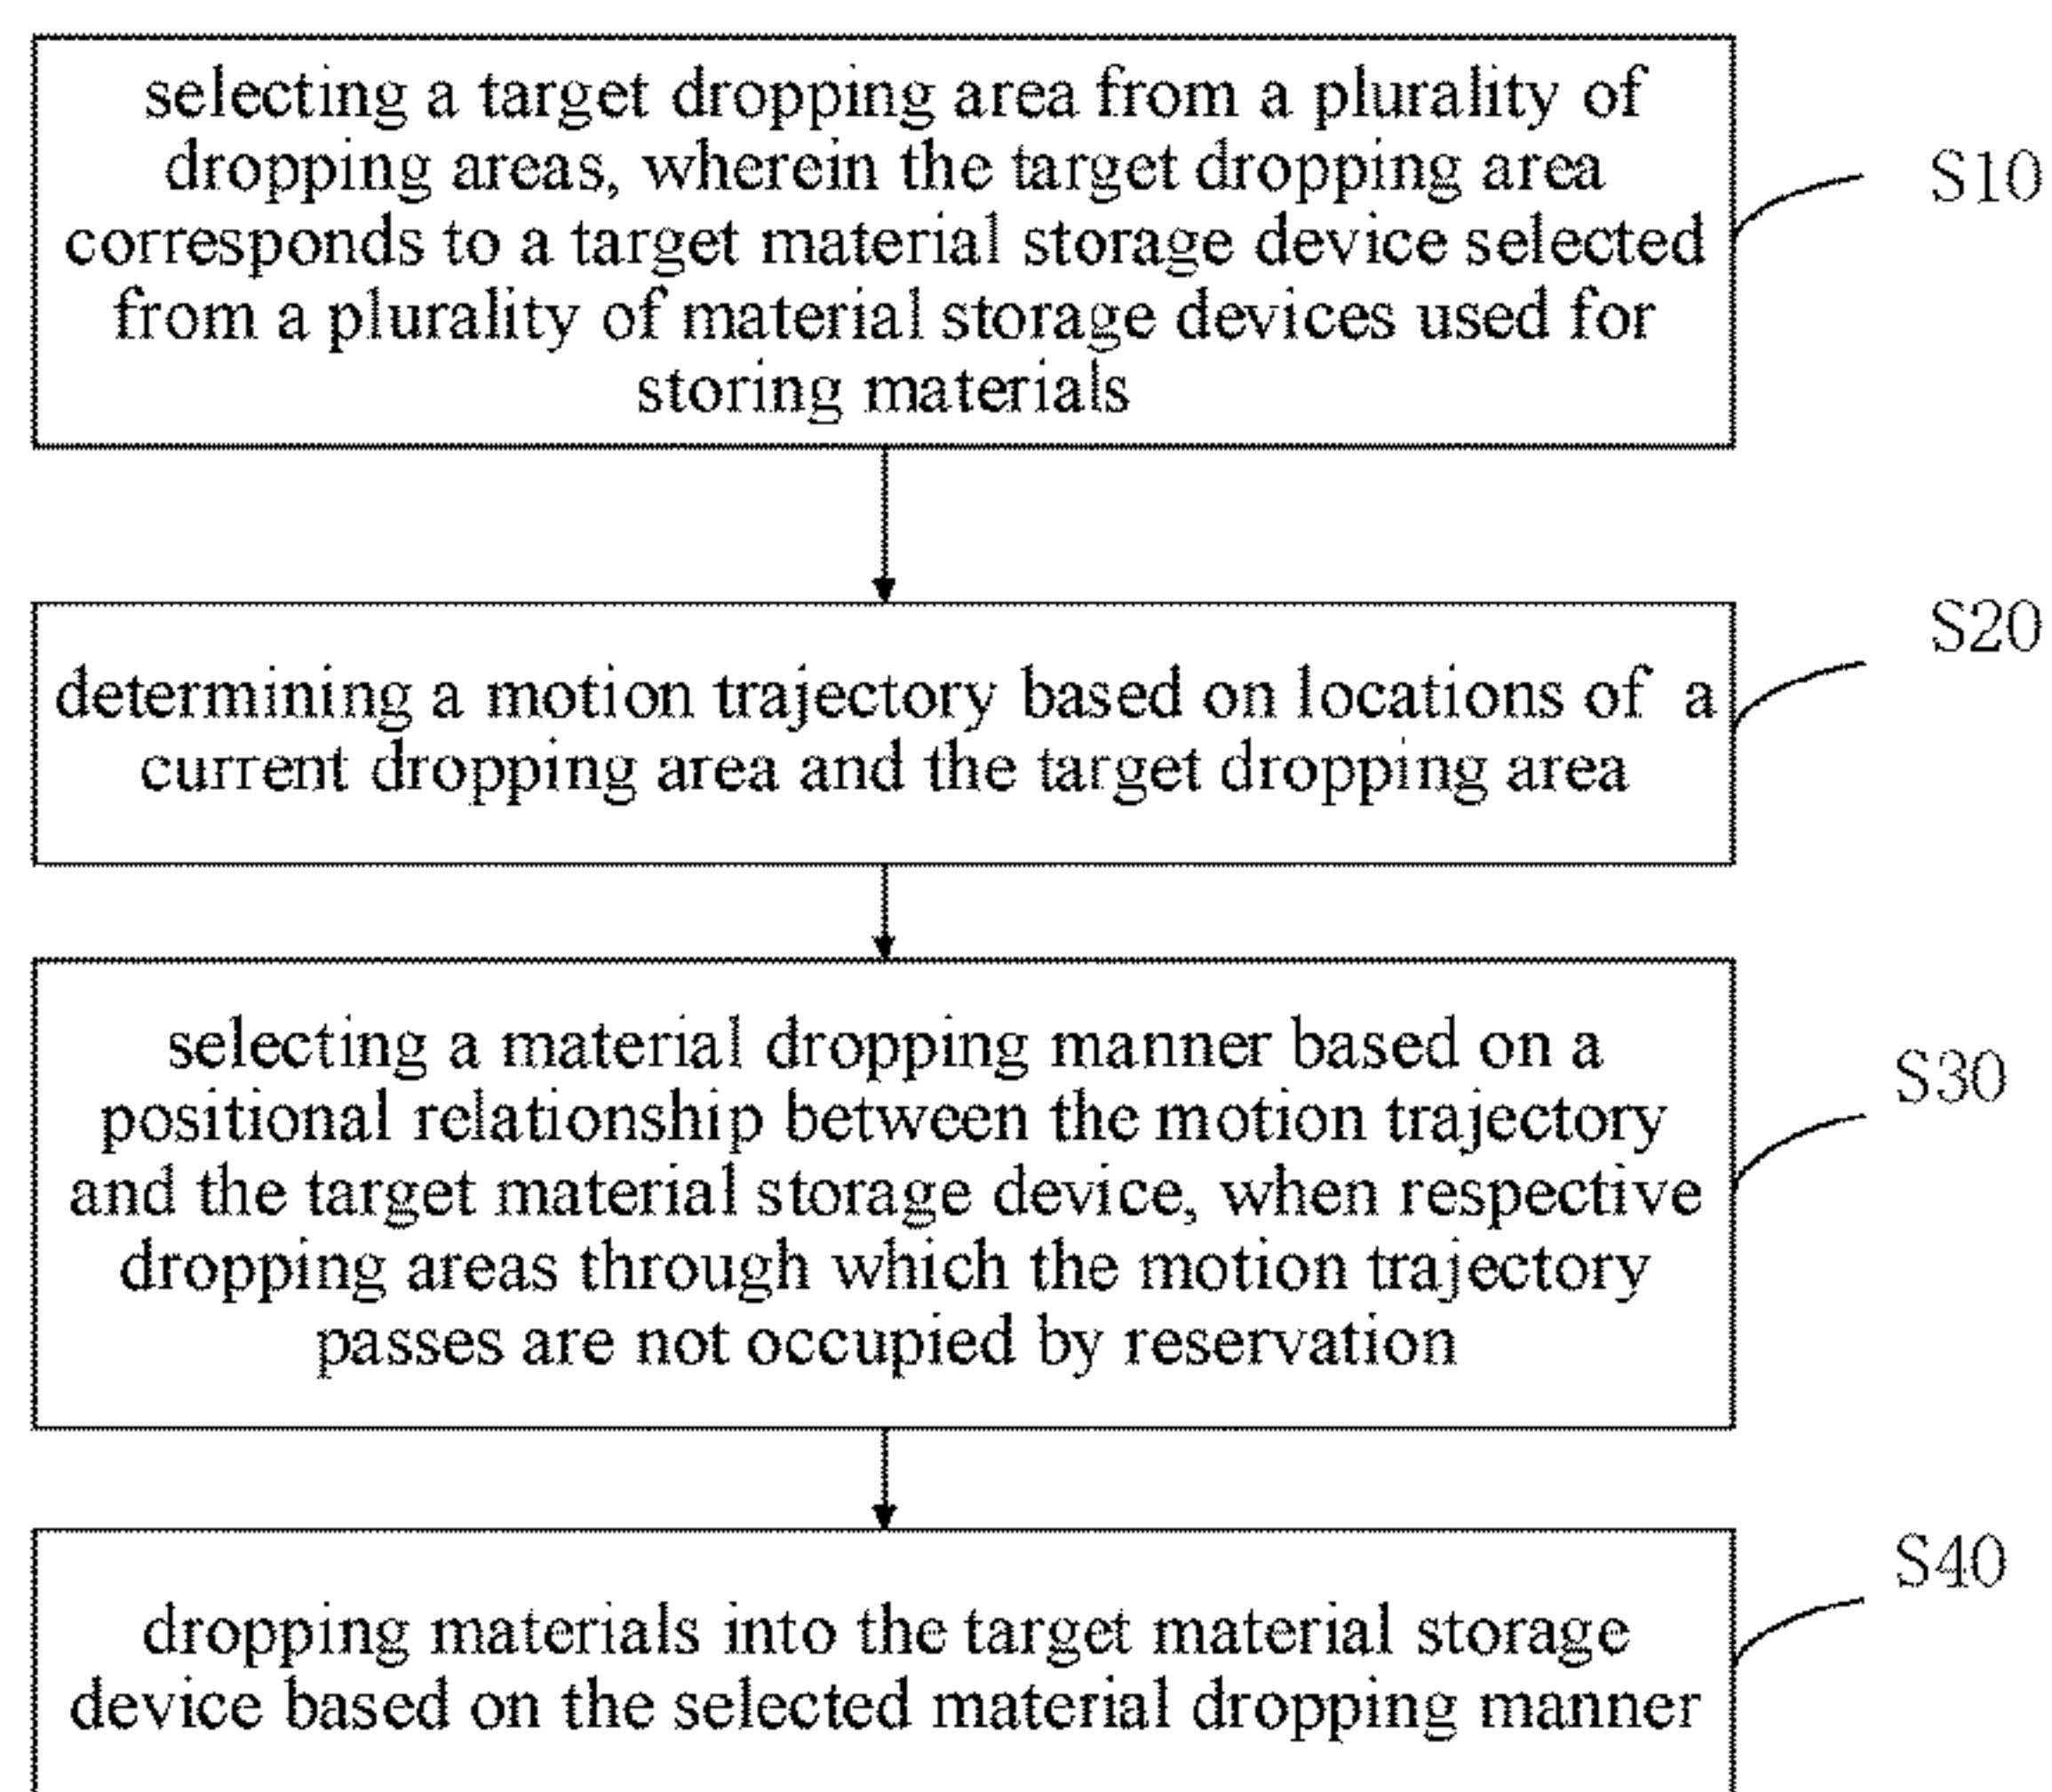 selecting a target dropping area from a plurality of
dropping areas, wherein the target dropping area
corresponds to a target material storage device selected
from a plurality of material storage devices used for
storing materials
S10
determining a motion trajectory based on locations of a
current dropping area and the target dropping area
S20
selecting a material dropping manner based on a
positional relationship between the motion trajectory
and the target material storage device, when respective
dropping areas through which the motion trajectory
passes are not occupied by reservation
S30
dropping materials into the target material storage
device based on the selected material dropping manner
S40